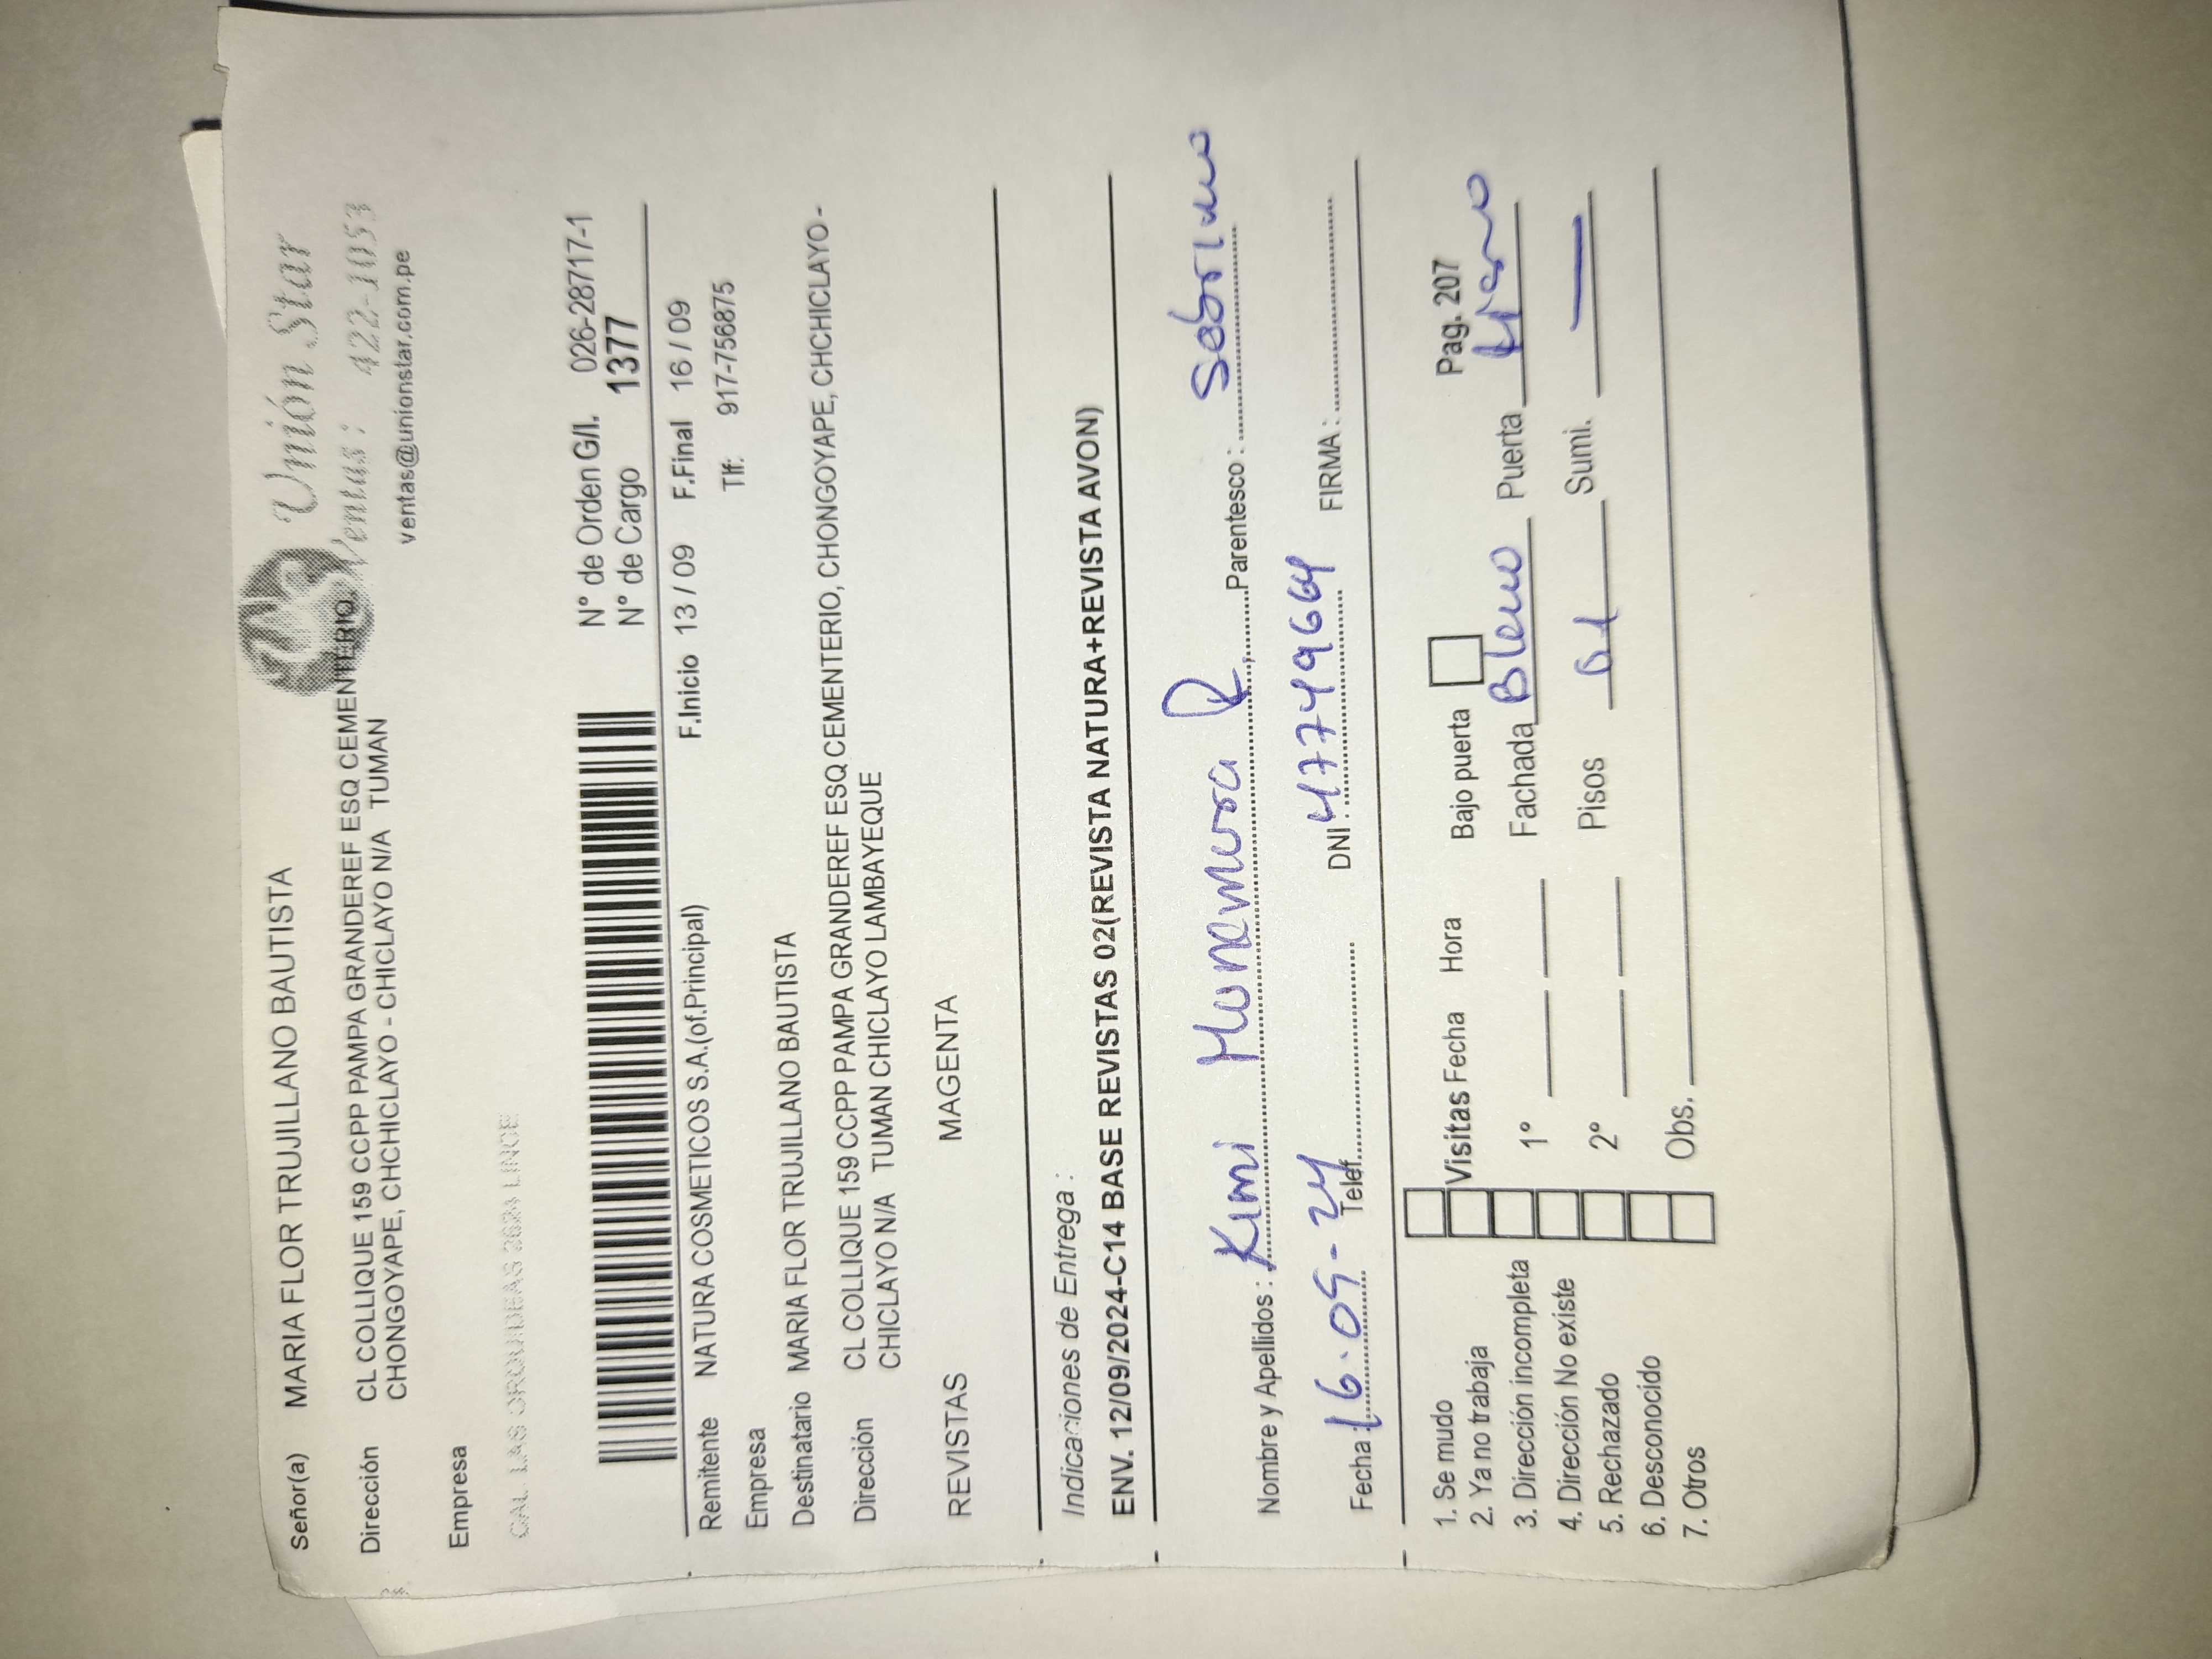 Señor(a) MARIA FLOR TRUJILLANO BAUTISTA
Unión Star
Ventas : 422-1053
ventas@unionstar.com.pe
Dirección CL COLLIQUE 159 CCPP PAMPA GRANDEREF ESQ CEMENTERIO,
CHONGOYAPE, CHCHICLAYO - CHICLAYO N/A TUMAN
Empresa
CAL. LAS ORQUIDEAS 2624 LINCE
N° de Orden G/I. 026-28717-1
N° de Cargo 1377
F.Inicio 13 / 09 F.Final 16 / 09
Remitente NATURA COSMETICOS S.A.(of.Principal)
Tlf: 917-756875
Empresa
Destinatario MARIA FLOR TRUJILLANO BAUTISTA
Dirección CL COLLIQUE 159 CCPP PAMPA GRANDEREF ESQ CEMENTERIO, CHONGOYAPE, CHCHICLAYO -
CHICLAYO N/A TUMAN CHICLAYO LAMBAYEQUE
REVISTAS MAGENTA
Indicaciones de Entrega :
ENV. 12/09/2024-C14 BASE REVISTAS 02(REVISTA NATURA+REVISTA AVON)
Nombre y Apellidos : Kimi R Parentesco : Sobrino
Fecha : 16-09-24 Telef. DNI : 47749664 FIRMA :
1. Se mudo
2. Ya no trabaja
3. Dirección incompleta
4. Dirección No existe
5. Rechazado
6. Desconocido
7. Otros
Visitas Fecha Hora Bajo puerta Pag. 207
1° Fachada Blanco Puerta
2° Pisos 01 Sumi. —
Obs.